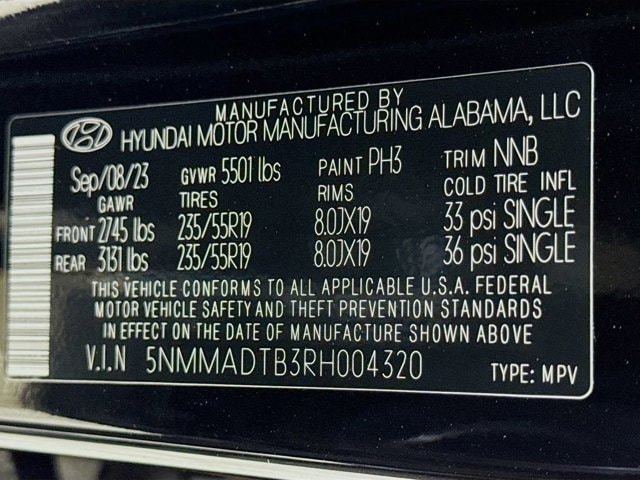 MANUFACTURED BY
HYUNDAI MOTOR MANUFACTURING ALABAMA, LLC
Sep/08/23 GVWR 5501 lbs PAINT PH3 TRIM NNB
GAWR TIRES RIMS COLD TIRE INFL
FRONT 2745 lbs 235/55R19 8.0JX19 33 psi SINGLE
REAR 3131 lbs 235/55R19 8.0JX19 36 psi SINGLE
THIS VEHICLE CONFORMS TO ALL APPLICABLE U.S.A. FEDERAL
MOTOR VEHICLE SAFETY AND THEFT PREVENTION STANDARDS
IN EFFECT ON THE DATE OF MANUFACTURE SHOWN ABOVE
V.I.N 5NMMADTB3RH004320 TYPE: MPV